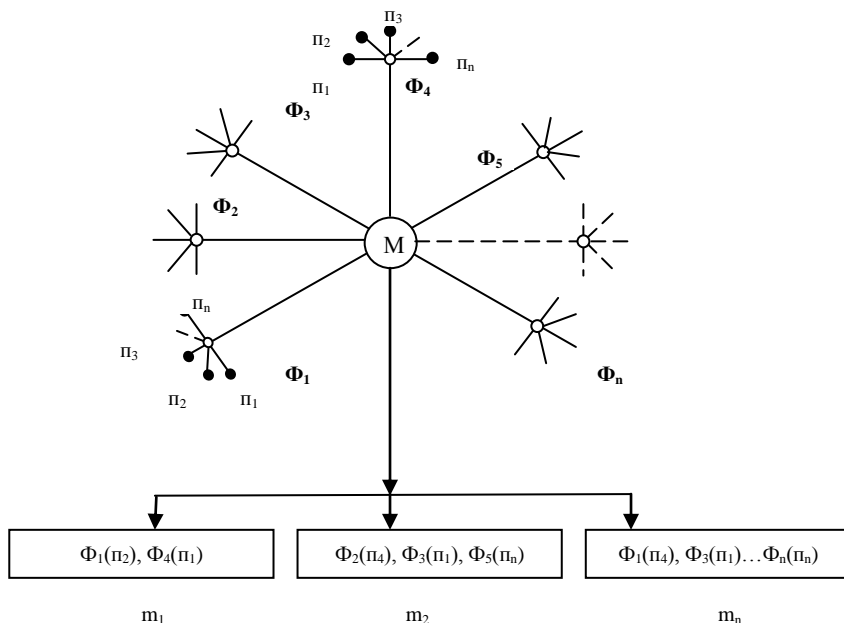 п₃
п₂
пₙ
п₁
Ф₄
Ф₃
Ф₅
Ф₂
М
пₙ
п₃
Ф₁
Фₙ
п₂
п₁
Ф₁(п₂), Ф₄(п₁)
Ф₂(п₄), Ф₃(п₁), Ф₅(пₙ)
Ф₁(п₄), Ф₃(п₁)…Фₙ(пₙ)
m₁
m₂
mₙ